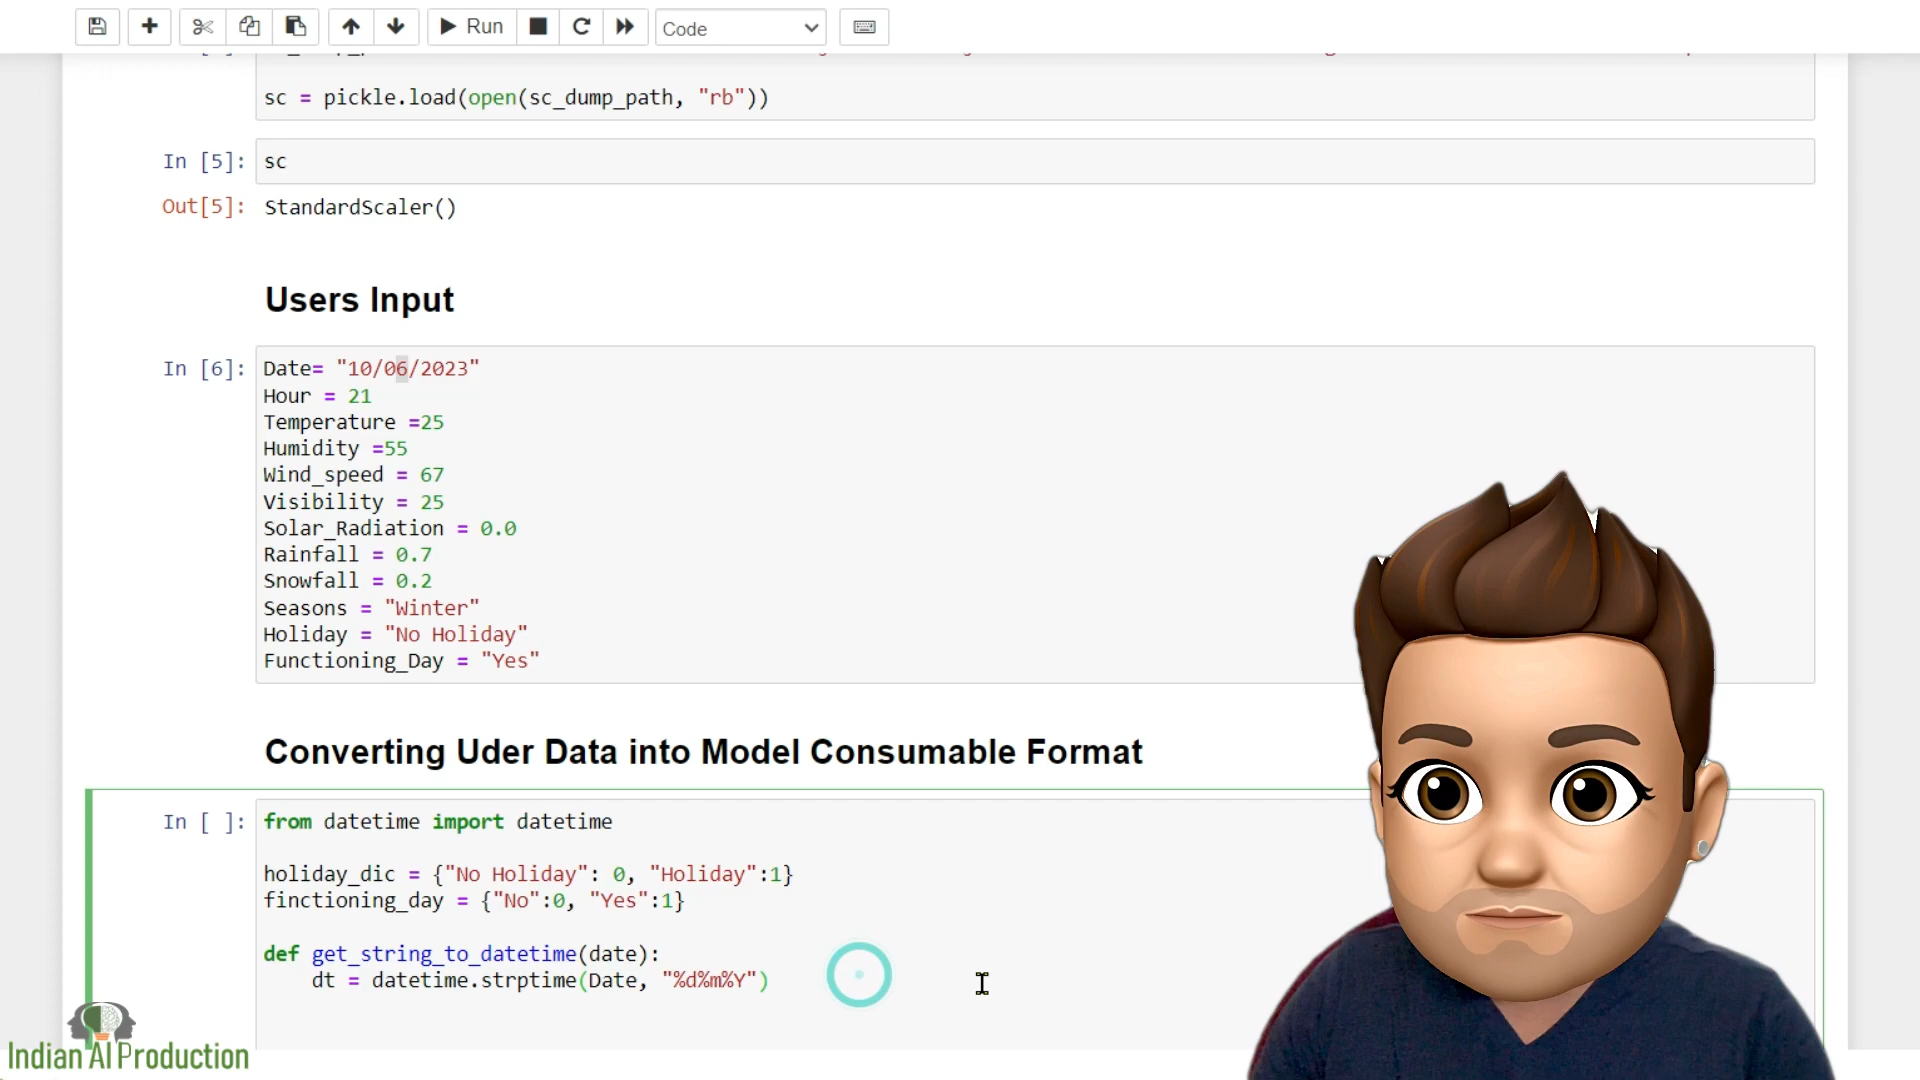 Run
Code
sc = pickle.load(open(sc_dump_path, "rb"))
In [5]:
sc
Out[5]:
StandardScaler()
Users Input
In [6]:
Date= "10/06/2023"
Hour = 21
Temperature =25
Humidity =55
Wind_speed = 67
Visibility = 25
Solar_Radiation = 0.0
Rainfall = 0.7
Snowfall = 0.2
Seasons = "Winter"
Holiday = "No Holiday"
Functioning_Day = "Yes"
Converting Uder Data into Model Consumable Format
In [ ]:
from datetime import datetime
holiday_dic = {"No Holiday": 0, "Holiday":1}
finctioning_day = {"No":0, "Yes":1}
def get_string_to_datetime(date):
dt = datetime.strptime(Date, "%d%m%Y")
Indian AI Production